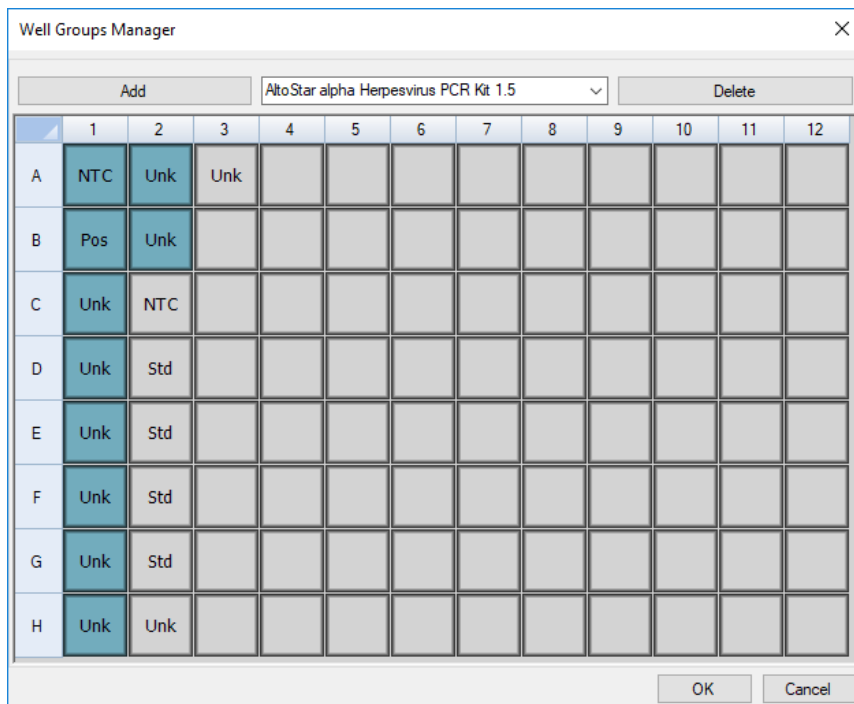 Well Groups Manager
Add AltoStar alpha Herpesvirus PCR Kit 1.5 Delete
1 2 3 4 5 6 7 8 9 10 11 12
A NTC Unk Unk
B Pos Unk
C Unk NTC
D Unk Std
E Unk Std
F Unk Std
G Unk Std
H Unk Unk
OK Cancel